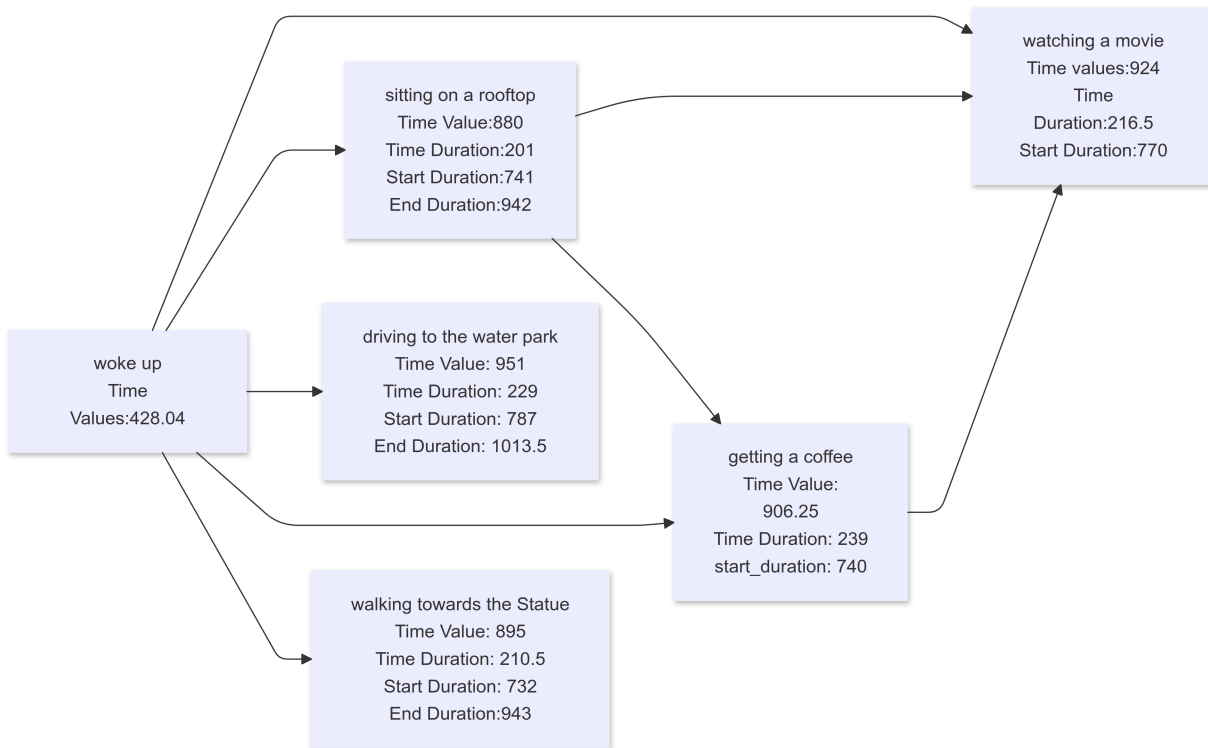 watching a movie
Time values:924
Time
Duration:216.5
Start Duration:770
sitting on a rooftop
Time Value:880
Time Duration:201
Start Duration:741
End Duration:942
driving to the water park
Time Value: 951
Time Duration: 229
Start Duration: 787
End Duration: 1013.5
woke up
Time
Values:428.04
getting a coffee
Time Value:
906.25
Time Duration: 239
start_duration: 740
walking towards the Statue
Time Value: 895
Time Duration: 210.5
Start Duration: 732
End Duration:943